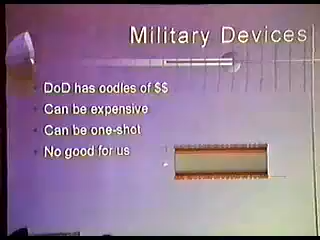 Military Devices
DoD has oodles of $$
Can be expensive
Can be one-shot
No good for us